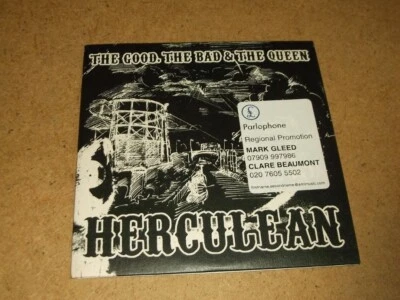 THE GOOD, THE BAD & THE QUEEN
£
Parlophone
Regional Promotion
MARK GLEED
07909 997986
CLARE BEAUMONT
020 7605 5502
HERCULEAN